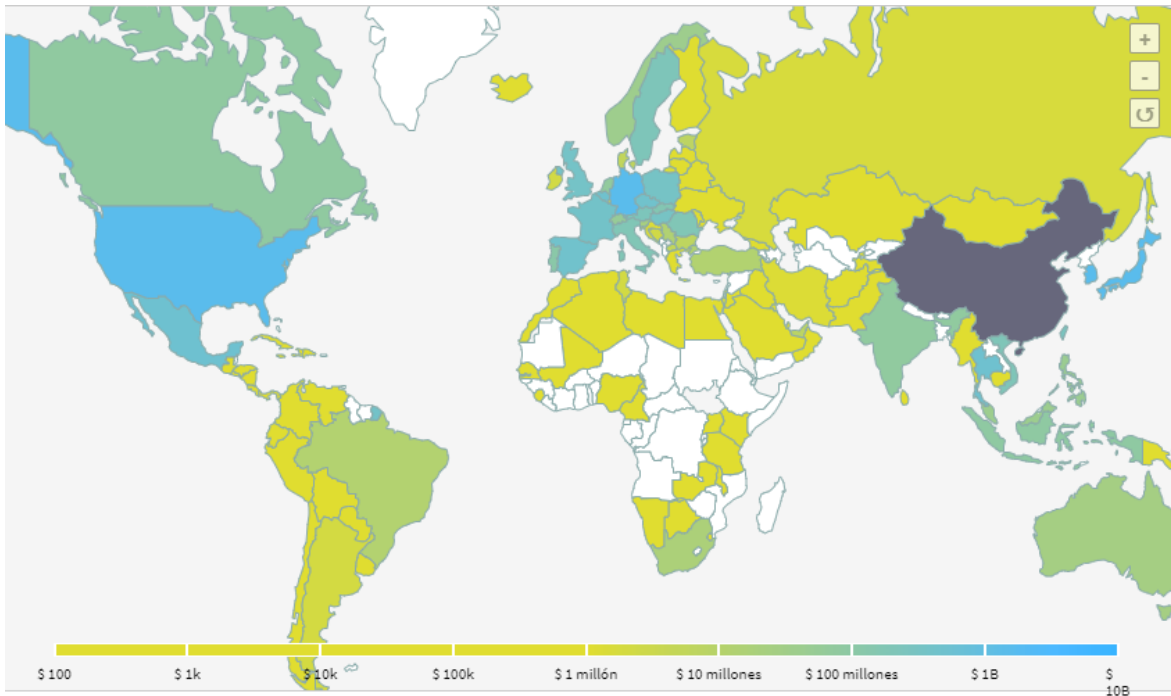 +
-
↺
$ 100
$ 1k
$ 10k
$ 100k
$ 1 millón
$ 10 millones
$ 100 millones
$ 1B
$
10B